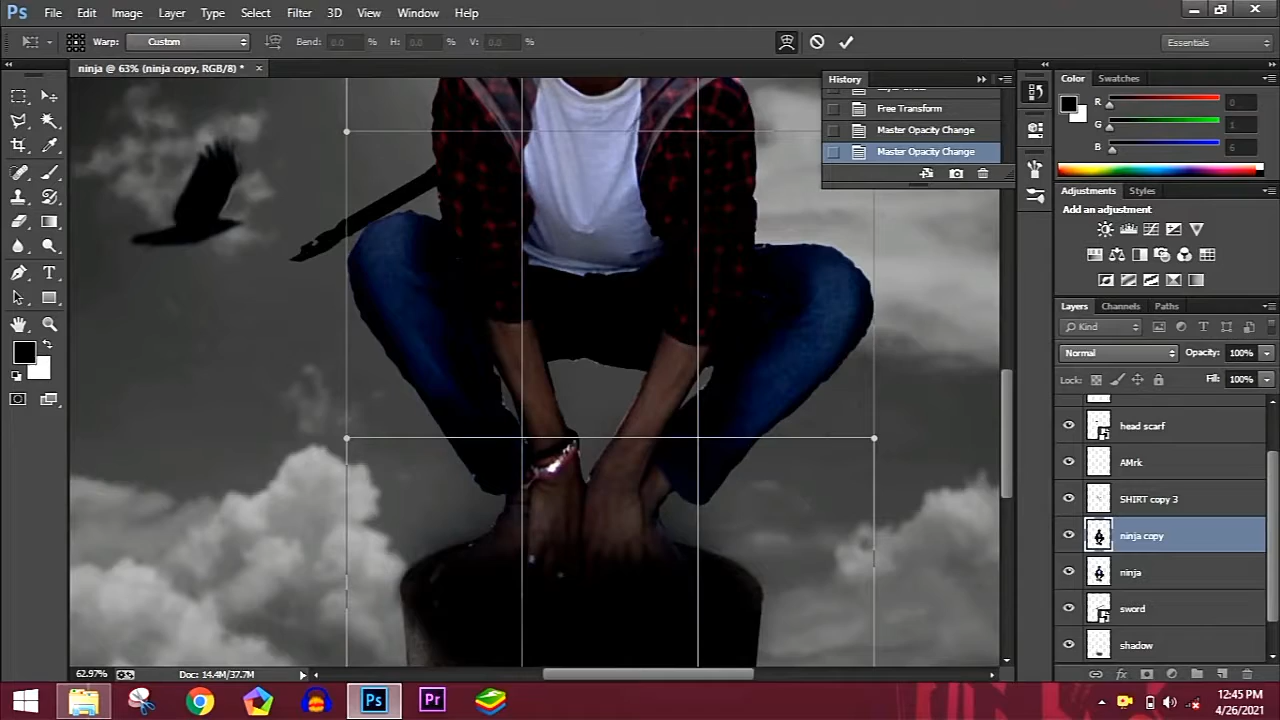 Ps File Edit Image Layer Type Select Filter 3D View Window Help
Warp: Custom Bend: 0.0 % H: 0.0 % V: 0.0 % Essentials
ninja @ 63% (ninja copy, RGB/8) * ×
History
Free Transform
Master Opacity Change
Master Opacity Change
Color Swatches
R 0
G 1
B 6
Adjustments Styles
Add an adjustment
Layers Channels Paths
Kind
Normal Opacity: 100%
Lock: Fill: 100%
head scarf
AMrk
SHIRT copy 3
ninja copy
ninja
sword
shadow
62.97% Doc: 14.4M/37.7M
Ps Pr
12:45 PM
4/26/2021